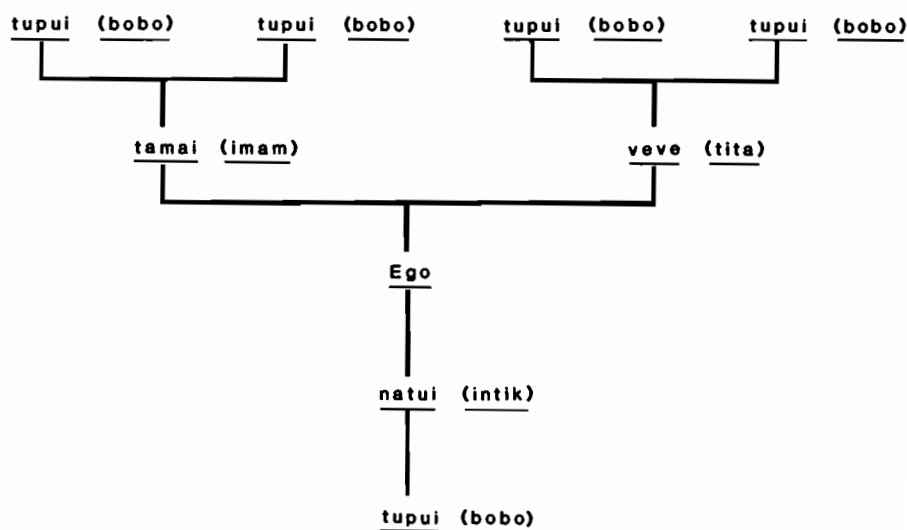 tupui (bobo) tupui (bobo) tupui (bobo) tupui (bobo)
tamai (imam) veve (tita)
Ego
natui (intik)
tupui (bobo)